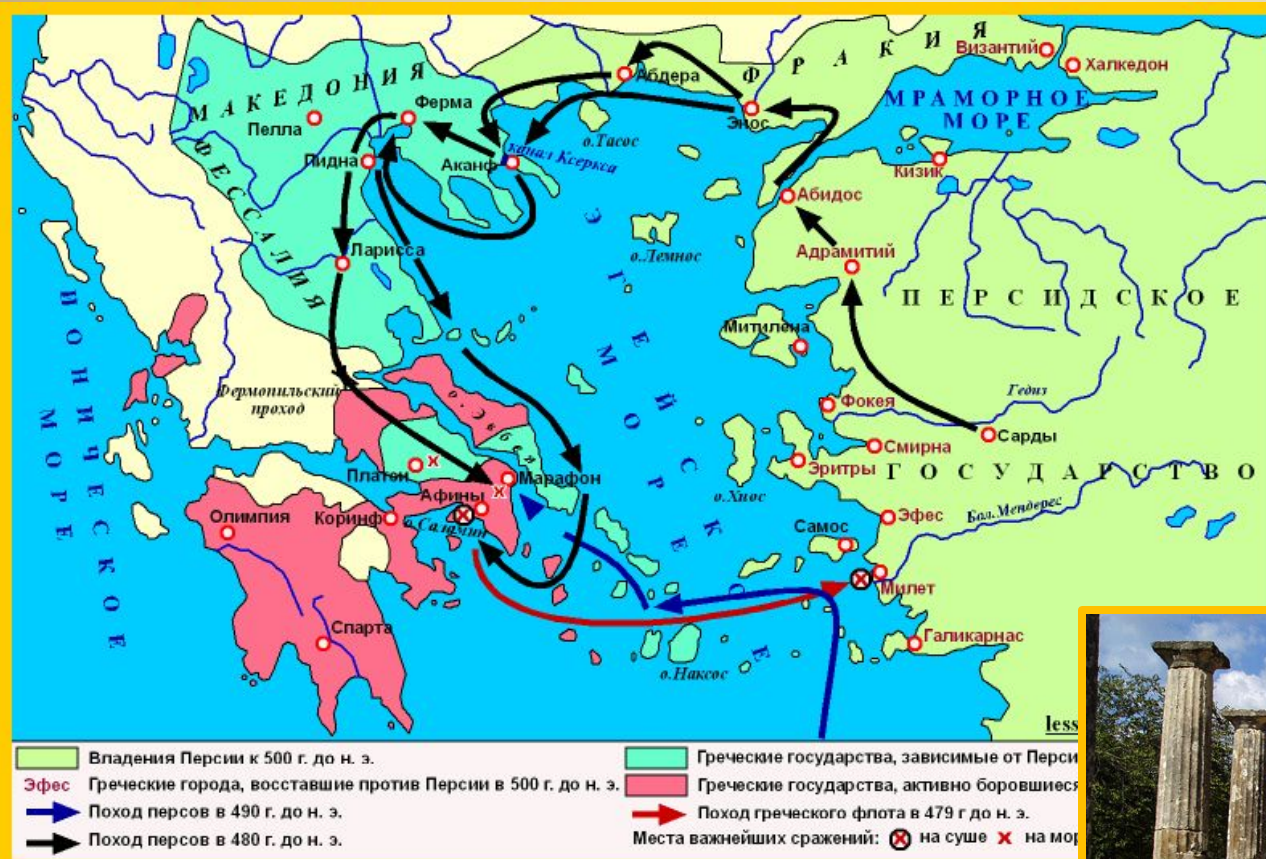 МАКЕДОНИЯ
Пелла
Ферма
Пидна
Аканф
канал Ксеркса
ФЕССАЛИЯ
Ларисса
Абдера
о.Тасос
Энос
ФРАКИЯ
Византий
Халкедон
МРАМОРНОЕ
МОРЕ
Кизик
Абидос
Адрамитий
о.Лемнос
ЭГЕЙСКОЕ
МОРЕ
ПЕРСИДСКОЕ
ГОСУДАРСТВО
Митилена
Фокея
Гедиз
Сарды
Смирна
Эритры
о.Хиос
Эфес
Бол.Мендерес
Самос
Милет
Галикарнас
о.Наксос
ИОНИЧЕСКОЕ
МОРЕ
Фермопильский
проход
о.Эвбея
Платеи
Марафон
Афины
о.Саламин
Коринф
Олимпия
Спарта
less
Владения Персии к 500 г. до н. э.
Эфес Греческие города, восставшие против Персии в 500 г. до н. э.
Поход персов в 490 г. до н. э.
Поход персов в 480 г. до н. э.
Греческие государства, зависимые от Перси
Греческие государства, активно боровшиеся
Поход греческого флота в 479 г до н. э.
Места важнейших сражений: на суше x на мор